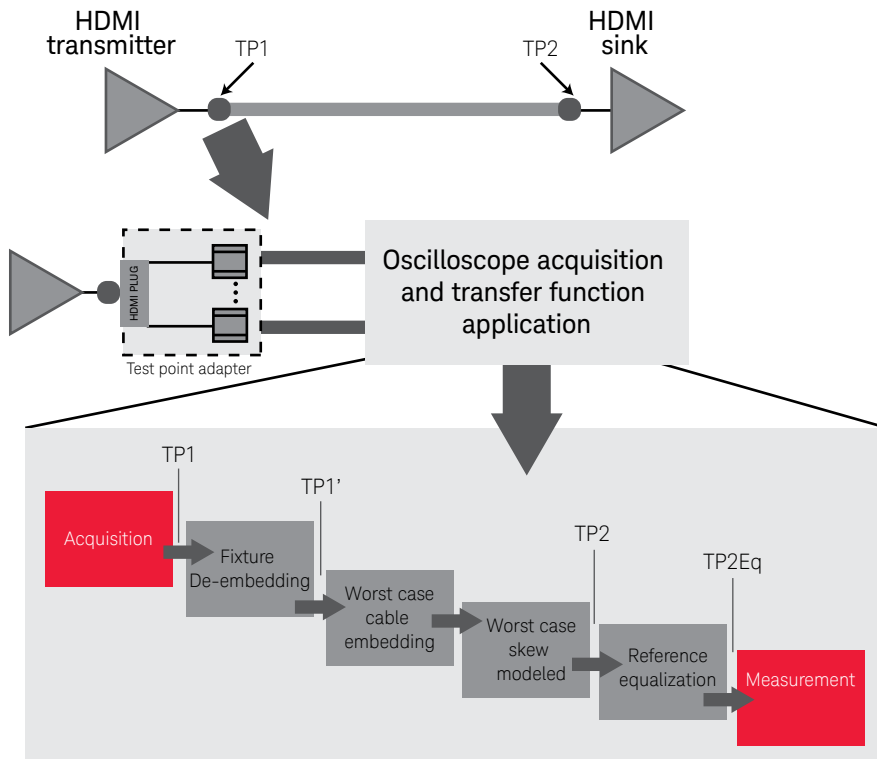 HDMI
transmitter
TP1
TP2
HDMI
sink
HDMI PLUG
Test point adapter
Oscilloscope acquisition
and transfer function
application
TP1
TP1’
TP2
TP2Eq
Acquisition
Fixture
De-embedding
Worst case
cable
embedding
Worst case
skew
modeled
Reference
equalization
Measurement